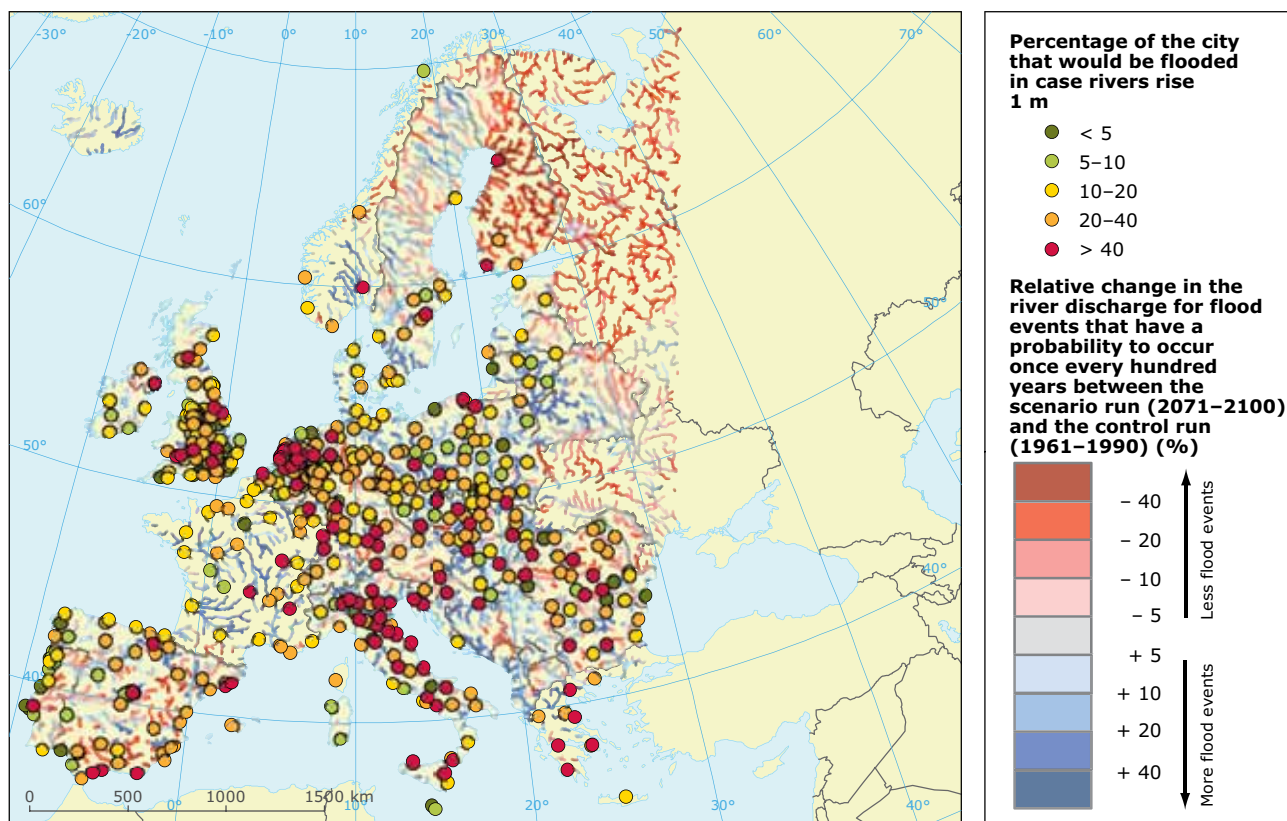 -30° -20° -10° 0° 10° 20° 30° 40° 50° 60° 70°
60°
50°
50°
40°
40°
0 500 1000 1500 km
0° 10° 20° 30°
Percentage of the city
that would be flooded
in case rivers rise
1 m
< 5
5–10
10–20
20–40
> 40
Relative change in the
river discharge for flood
events that have a
probability to occur
once every hundred
years between the
scenario run (2071–2100)
and the control run
(1961–1990) (%)
– 40
– 20
– 10
– 5
+ 5
+ 10
+ 20
+ 40
Less flood events
More flood events